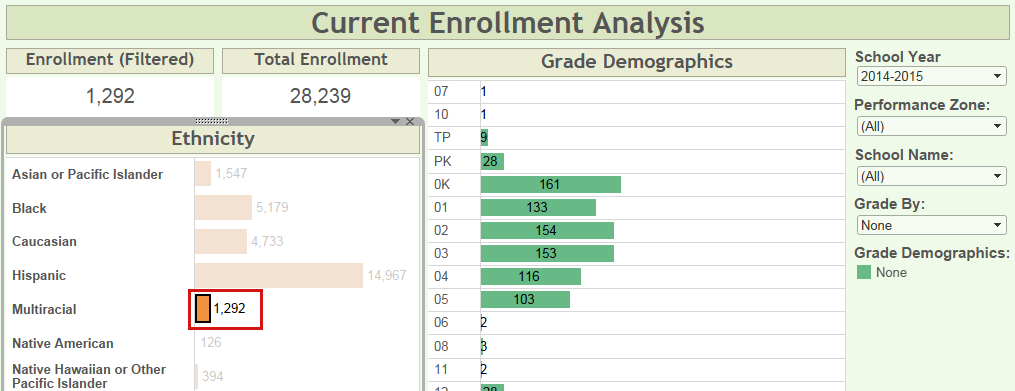 Current Enrollment Analysis
Enrollment (Filtered)
1,292
Total Enrollment
28,239
Ethnicity
Asian or Pacific Islander 1,547
Black 5,179
Caucasian 4,733
Hispanic 14,967
Multiracial 1,292
Native American 126
Native Hawaiian or Other
Pacific Islander 394
Grade Demographics
07 1
10 1
TP 9
PK 28
0K 161
01 133
02 154
03 153
04 116
05 103
06 2
08 3
11 2
School Year
2014-2015
Performance Zone:
(All)
School Name:
(All)
Grade By:
None
Grade Demographics:
None